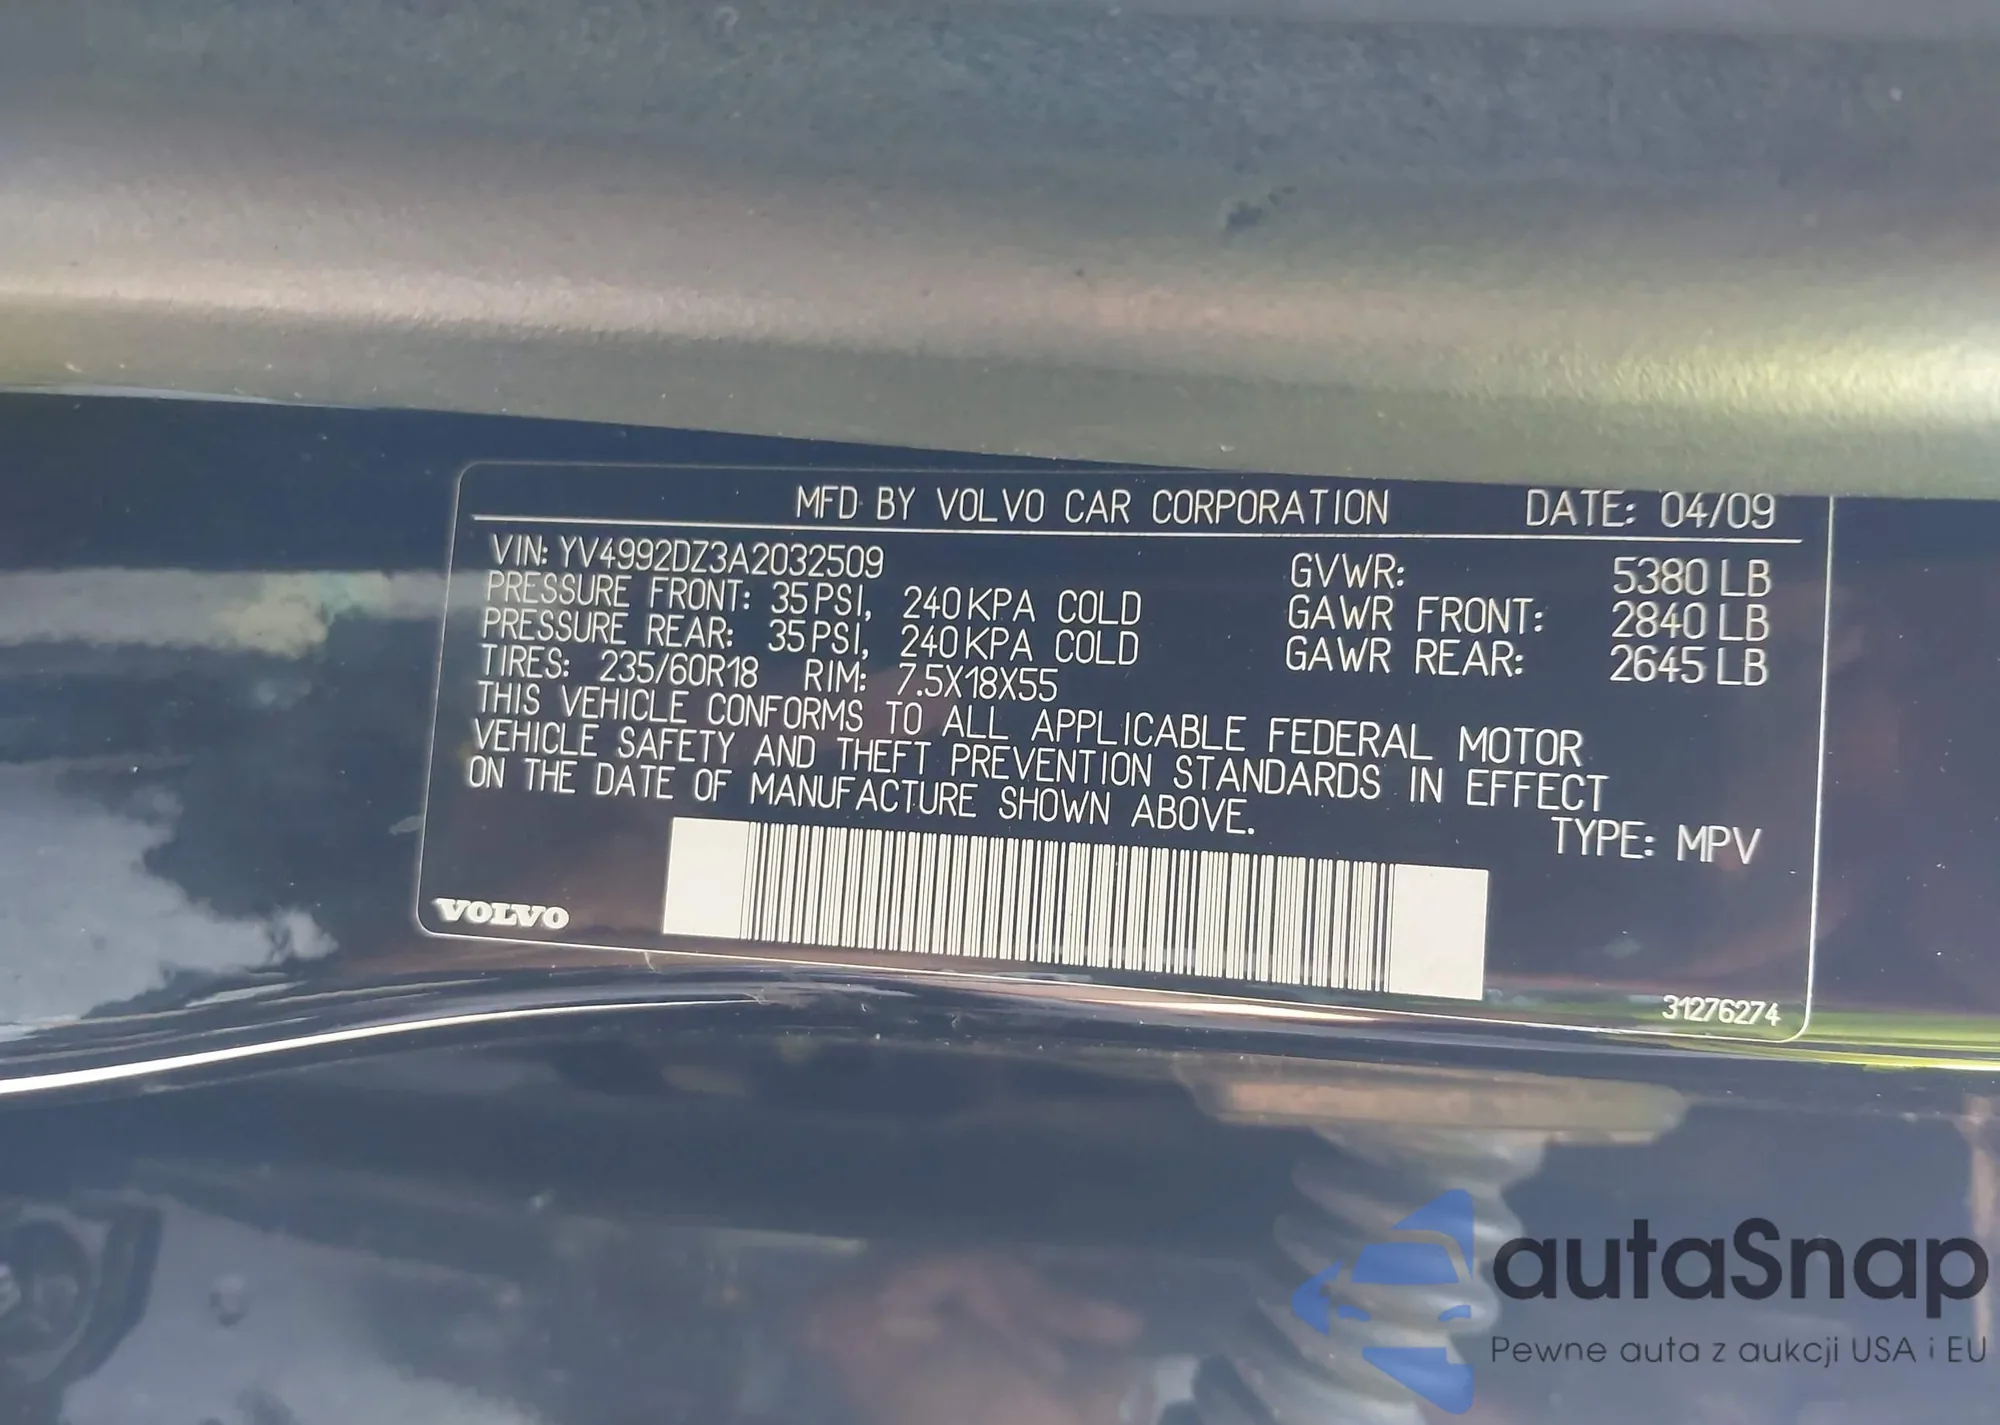 MFD BY VOLVO CAR CORPORATION DATE: 04/09
VIN: YV4992DZ3A2032509 GVWR: 5380 LB
PRESSURE FRONT: 35 PSI, 240 KPA COLD GAWR FRONT: 2840 LB
PRESSURE REAR: 35 PSI, 240 KPA COLD GAWR REAR: 2645 LB
TIRES: 235/60R18 RIM: 7.5X18X55
THIS VEHICLE CONFORMS TO ALL APPLICABLE FEDERAL MOTOR
VEHICLE SAFETY AND THEFT PREVENTION STANDARDS IN EFFECT
ON THE DATE OF MANUFACTURE SHOWN ABOVE.
TYPE: MPV
VOLVO
31276274
autaSnap
Pewne auta z aukcji USA i EU